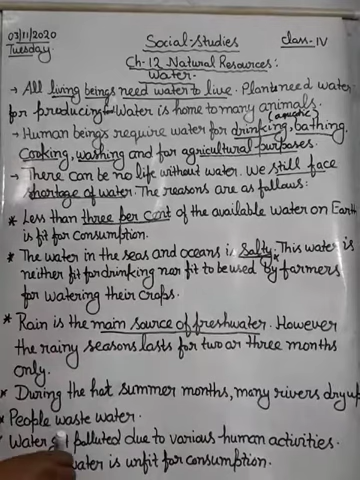 03/11/2020 Social-Studies Class-IV
Tuesday
Ch-12 Natural Resources:
Water-
→ All living beings need water to live. Plants need water
for producing food. Water is home to many animals.
(aquatic)
→ Human beings require water for drinking, bathing,
Cooking, washing and for agricultural purposes.
→ There can be no life without water. We still face
shortage of water. The reasons are as follows:
* Less than three per cent of the available water on Earth
is fit for consumption.
* The water in the seas and oceans is salty. This water is
neither fit for drinking nor fit to be used by farmers
for watering their crops.
* Rain is the main source of freshwater. However
the rainy seasons lasts for two or three months
only.
* During the hot summer months, many rivers dry up
* People waste water.
Water polluted due to various human activities.
water is unfit for consumption.